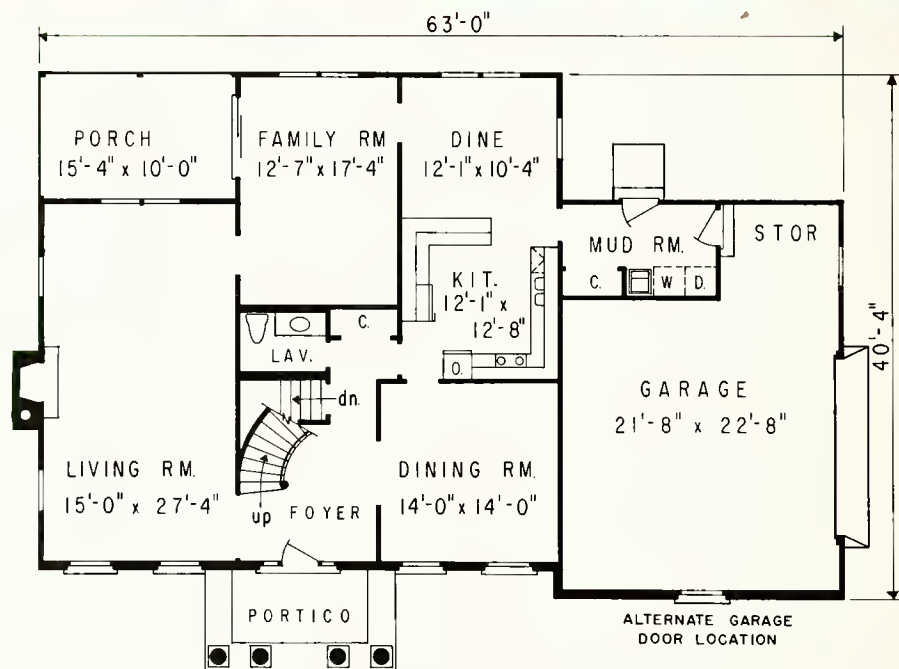 63'-0"
PORCH
15'-4" x 10'-0"
FAMILY RM
12'-7" x 17'-4"
DINE
12'-1" x 10'-4"
MUD RM.
STOR
C.
W
D.
KIT.
12'-1" x
12'-8"
40'-4"
C.
LAV.
O.
dn.
GARAGE
21'-8" x 22'-8"
LIVING RM.
15'-0" x 27'-4"
up
FOYER
DINING RM.
14'-0" x 14'-0"
PORTICO
ALTERNATE GARAGE
DOOR LOCATION